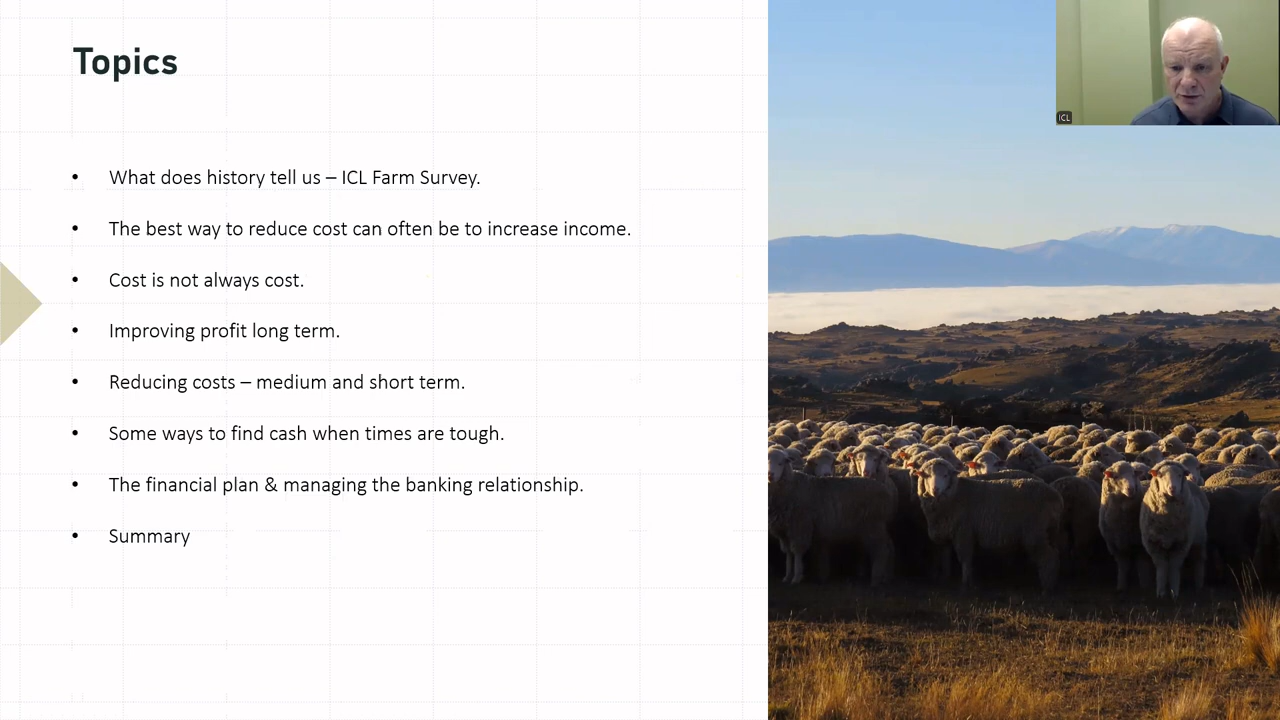 Topics
ICL
• What does history tell us – ICL Farm Survey.
• The best way to reduce cost can often be to increase income.
• Cost is not always cost.
• Improving profit long term.
• Reducing costs – medium and short term.
• Some ways to find cash when times are tough.
• The financial plan & managing the banking relationship.
• Summary